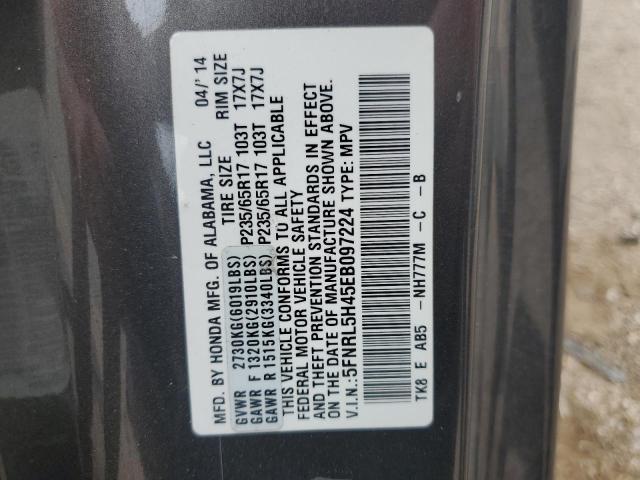 MFD. BY HONDA MFG. OF ALABAMA, LLC 04/'14
TIRE SIZE RIM SIZE
GVWR 2730KG(6019LBS)
GAWR F 1320KG(2910LBS) P235/65R17 103T 17X7J
GAWR R 1515KG(3340LBS) P235/65R17 103T 17X7J
THIS VEHICLE CONFORMS TO ALL APPLICABLE
FEDERAL MOTOR VEHICLE SAFETY
AND THEFT PREVENTION STANDARDS IN EFFECT
ON THE DATE OF MANUFACTURE SHOWN ABOVE.
V.I.N.: 5FNRL5H45EB097224 TYPE: MPV
TK8 E AB5 -NH777M -C -B